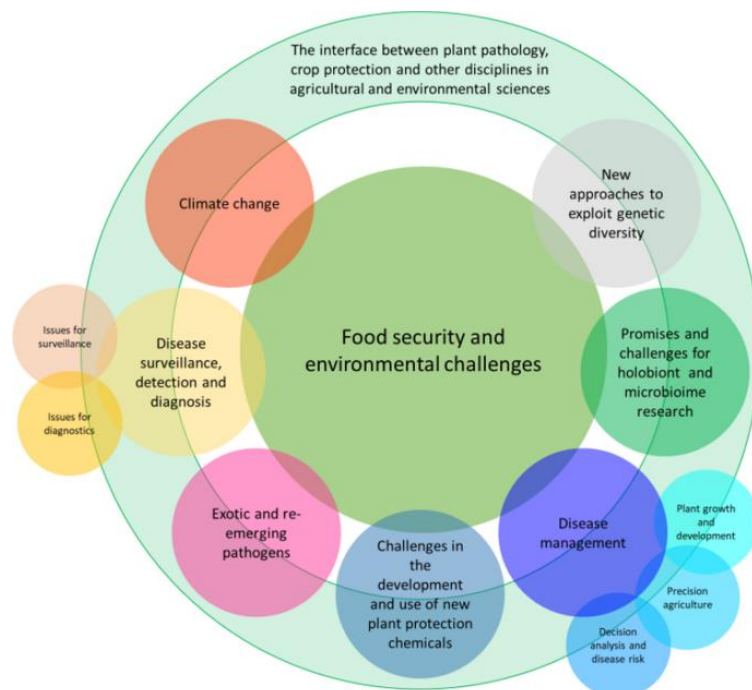 The interface between plant pathology,
crop protection and other disciplines in
agricultural and environmental sciences
Climate change
New
approaches to
exploit genetic
diversity
Issues for
surveillance
Disease
surveillance,
detection and
diagnosis
Food security and
environmental challenges
Promises and
challenges for
holobiont and
microbioime
research
Issues for
diagnostics
Exotic and re-
emerging
pathogens
Challenges in
the
development
and use of new
plant protection
chemicals
Disease
management
Plant growth
and
development
Precision
agriculture
Decision
analysis and
disease risk